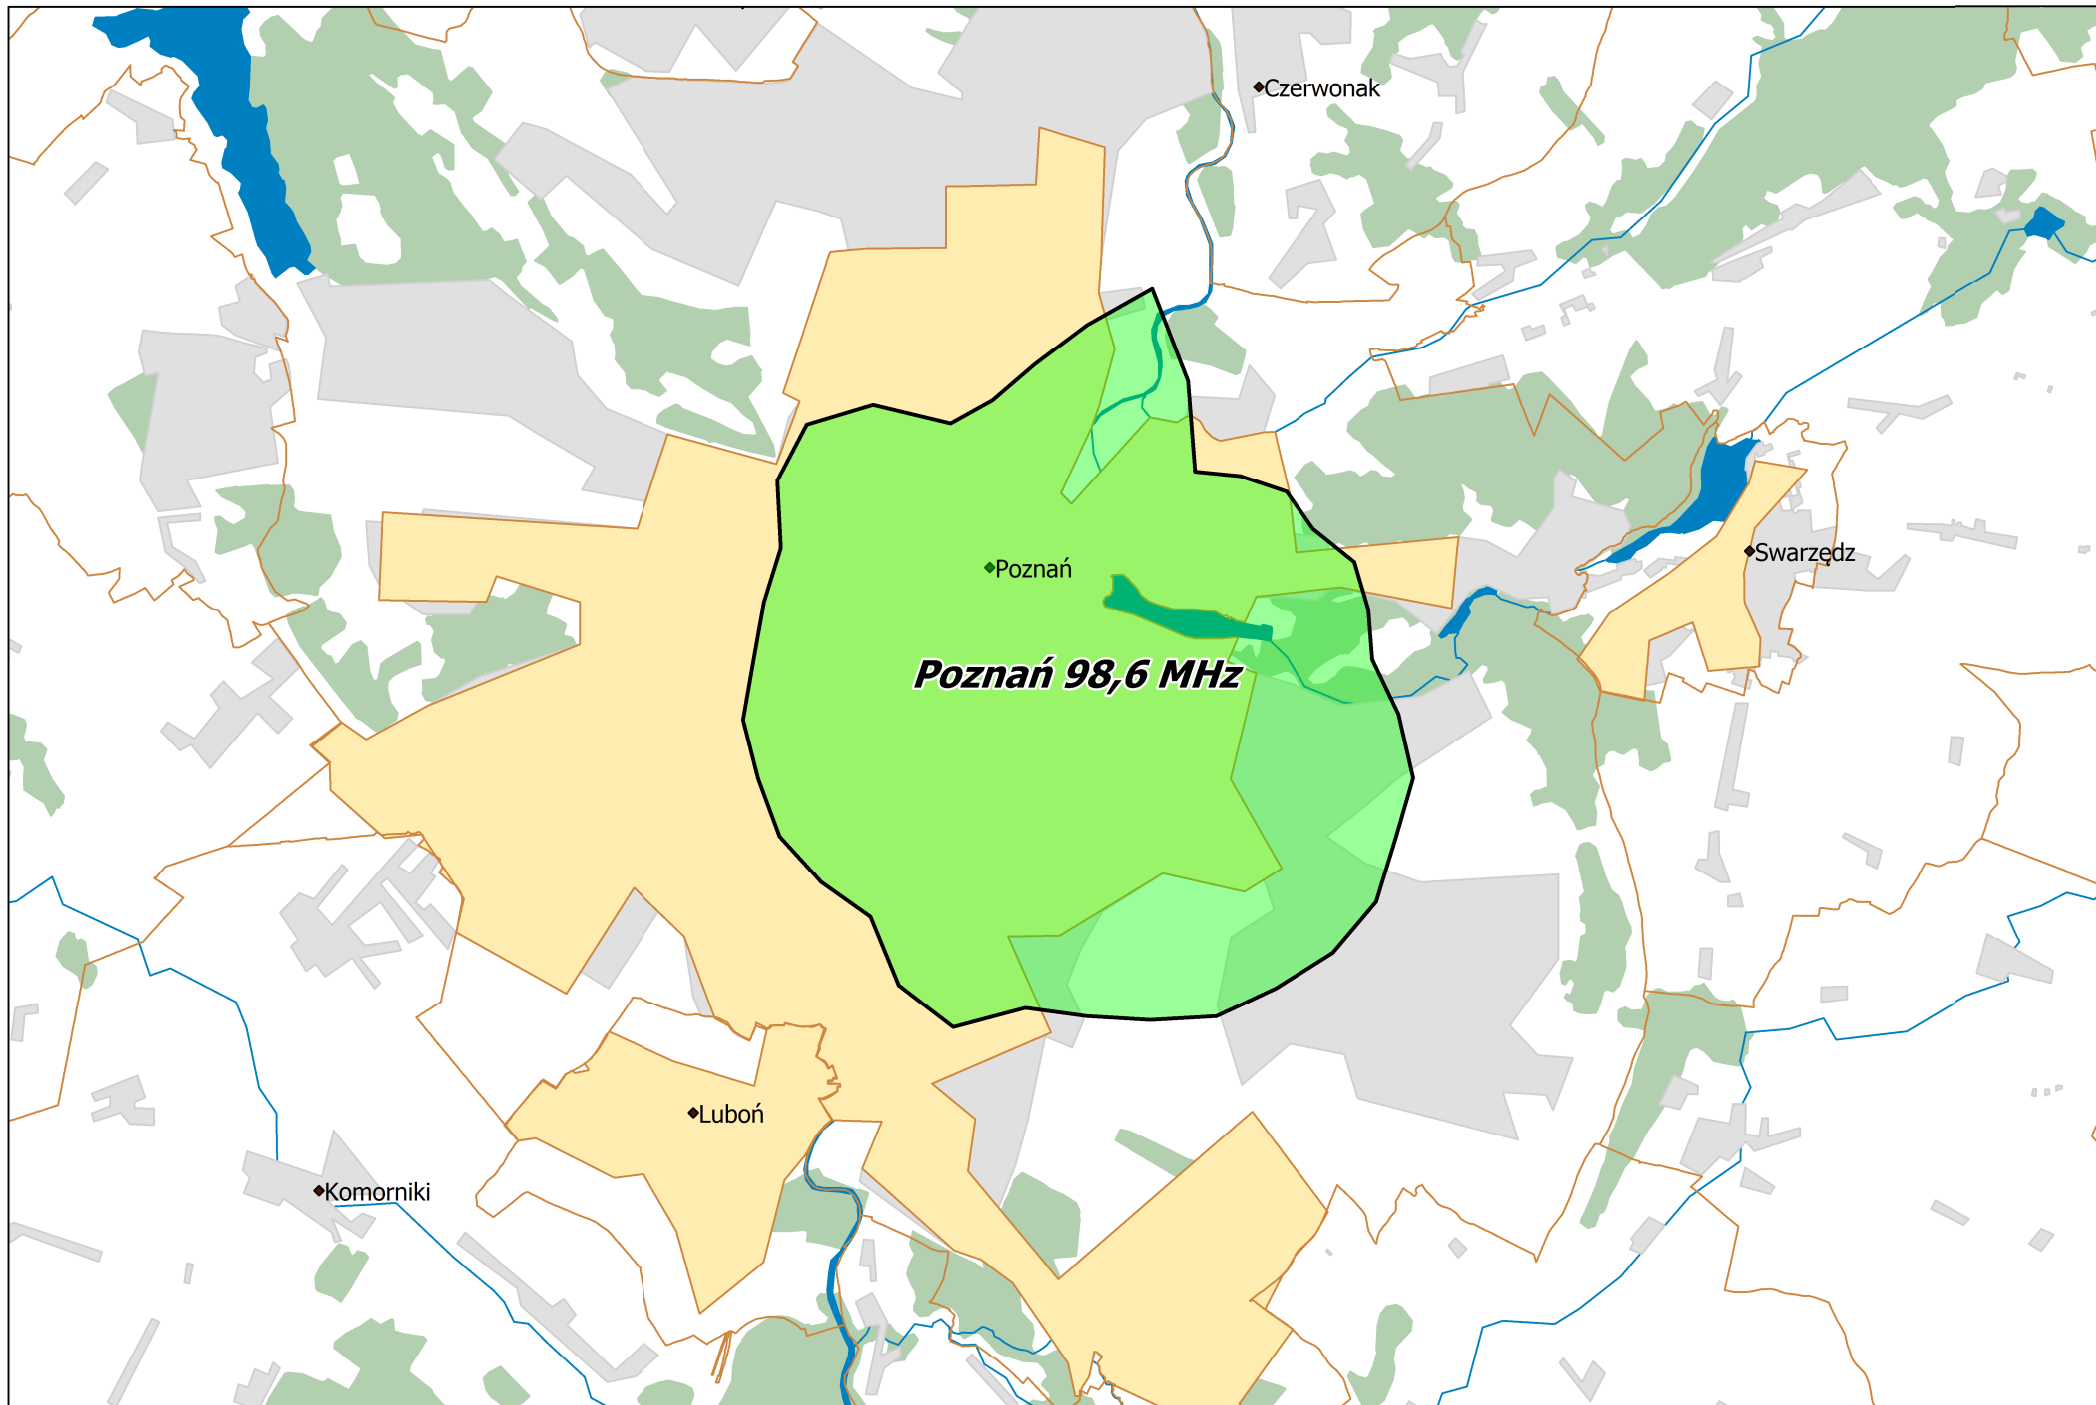 Czerwonak
Swarzędz
Poznań
Poznań 98,6 MHz
Luboń
Komorniki